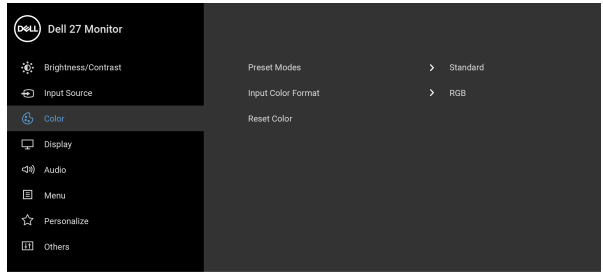 DELL Dell 27 Monitor
Brightness/Contrast
Input Source
Color
Display
Audio
Menu
Personalize
Others
Preset Modes > Standard
Input Color Format > RGB
Reset Color